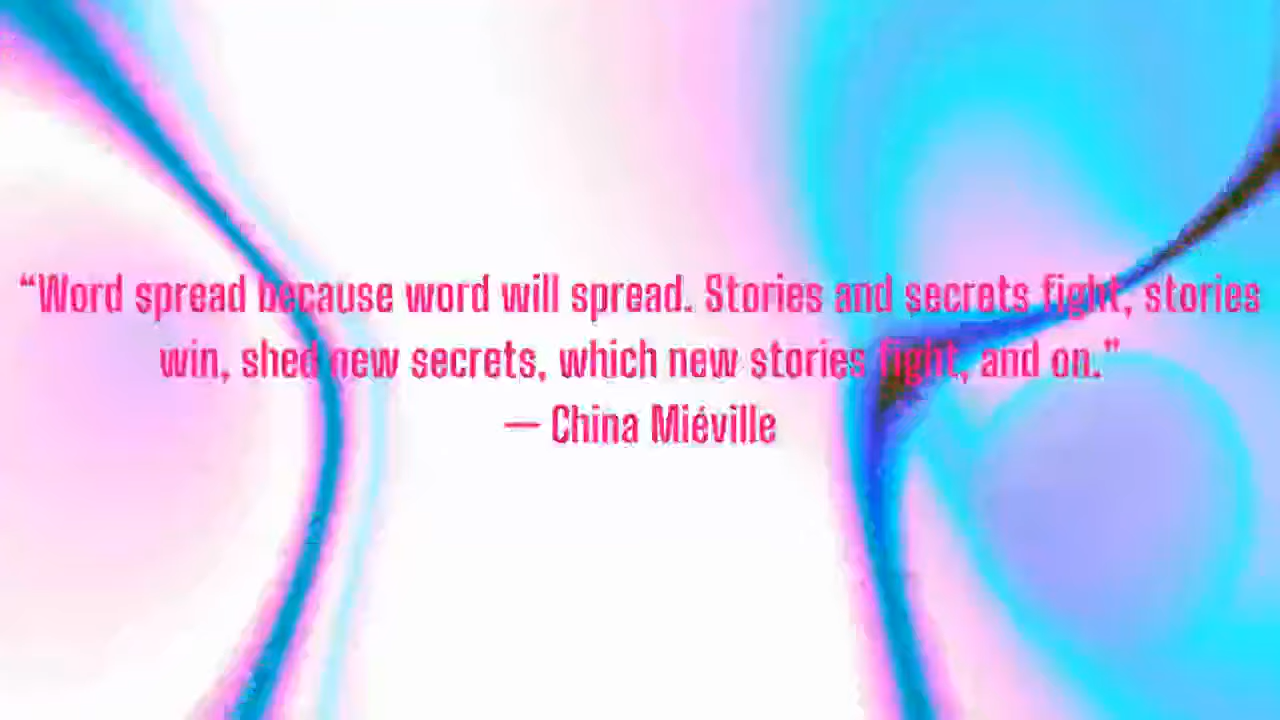 “Word spread because word will spread. Stories and secrets fight, stories
win, shed new secrets, which new stories fight, and on.”
— China Miéville